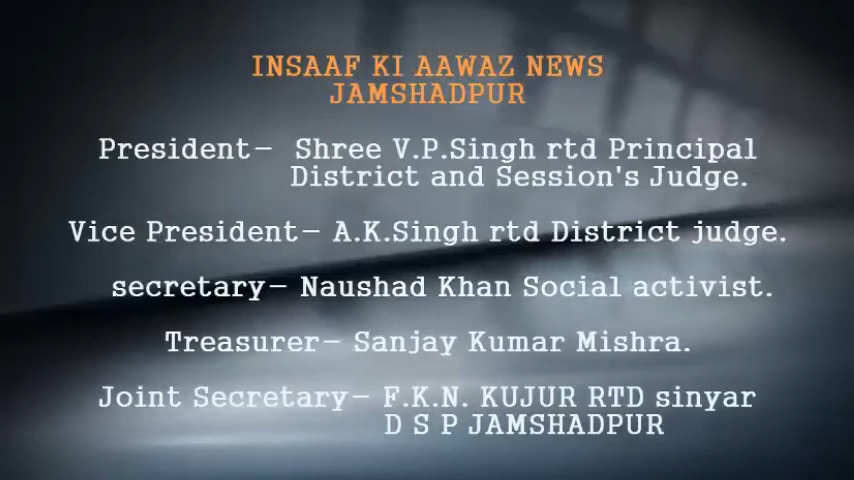 INSAAF KI AAWAZ NEWS
JAMSHADPUR
President- Shree V.P.Singh rtd Principal
District and Session's Judge.
Vice President- A.K.Singh rtd District judge.
secretary- Naushad Khan Social activist.
Treasurer- Sanjay Kumar Mishra.
Joint Secretary- F.K.N. KUJUR RTD sinyar
D S P JAMSHADPUR